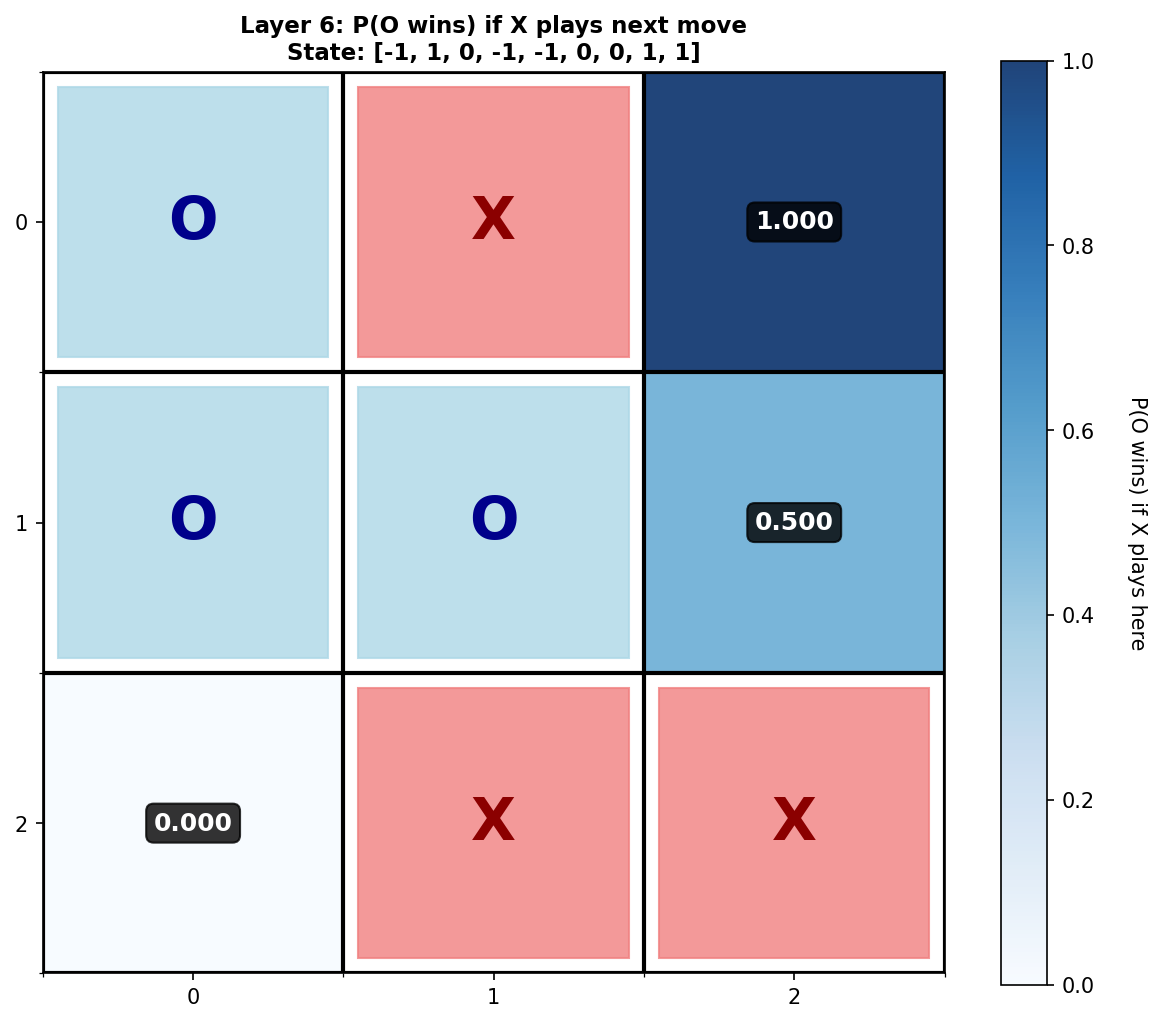 Layer 6: P(O wins) if X plays next move
State: [-1, 1, 0, -1, -1, 0, 0, 1, 1]
0
O
X
1.000
1
O
O
0.500
2
0.000
X
X
0
1
2
1.0
0.8
0.6
0.4
0.2
0.0
P(O wins) if X plays here